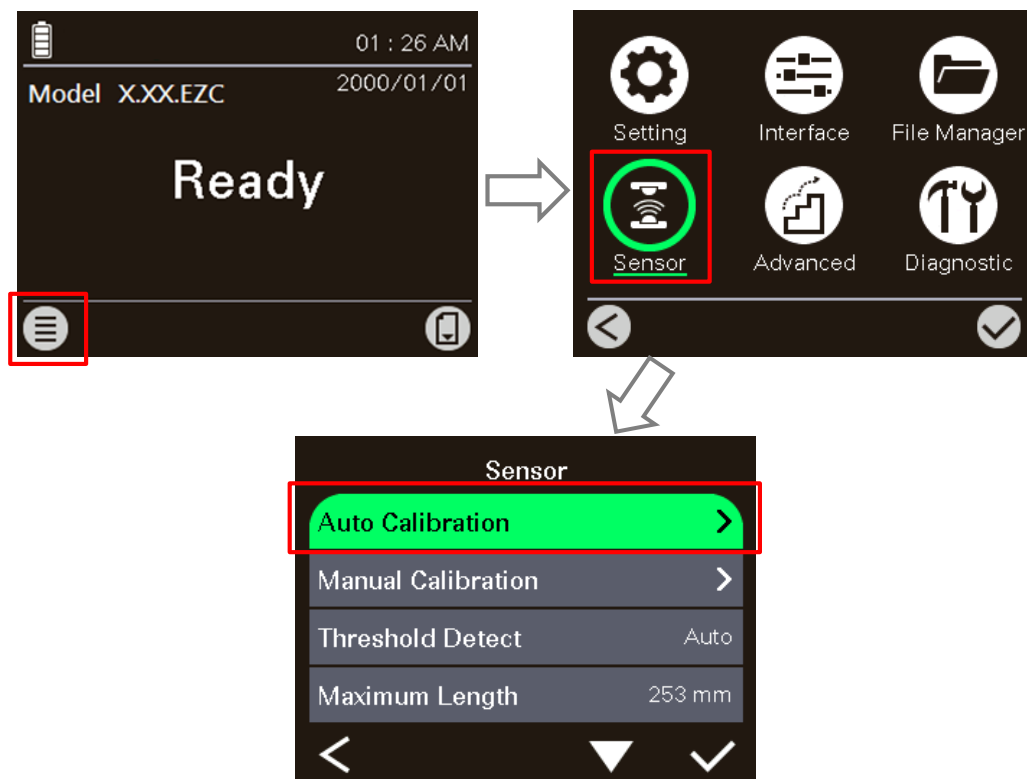 01 : 26 AM
Model X.XX.EZC 2000/01/01
Ready
Setting Interface File Manager
Sensor Advanced Diagnostic
Sensor
Auto Calibration
Manual Calibration
Threshold Detect Auto
Maximum Length 253 mm